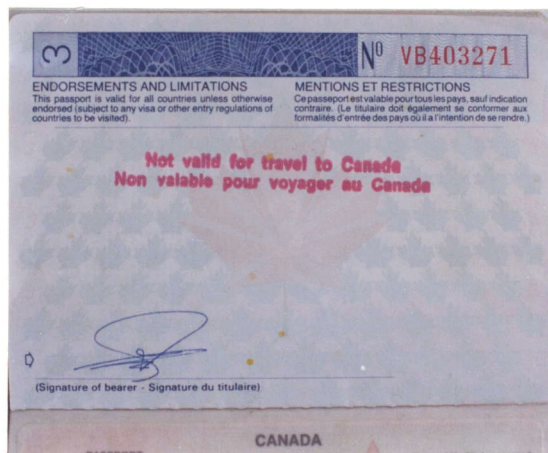 3
Nº VB403271
ENDORSEMENTS AND LIMITATIONS
This passport is valid for all countries unless otherwise
endorsed (subject to any visa or other entry regulations of
countries to be visited).
MENTIONS ET RESTRICTIONS
Ce passeport est valable pour tous les pays, sauf indication
contraire. (Le titulaire doit également se conformer aux
formalités d'entrée des pays où il a l'intention de se rendre.)
Not valid for travel to Canada
Non valable pour voyager au Canada
(Signature of bearer - Signature du titulaire)
CANADA